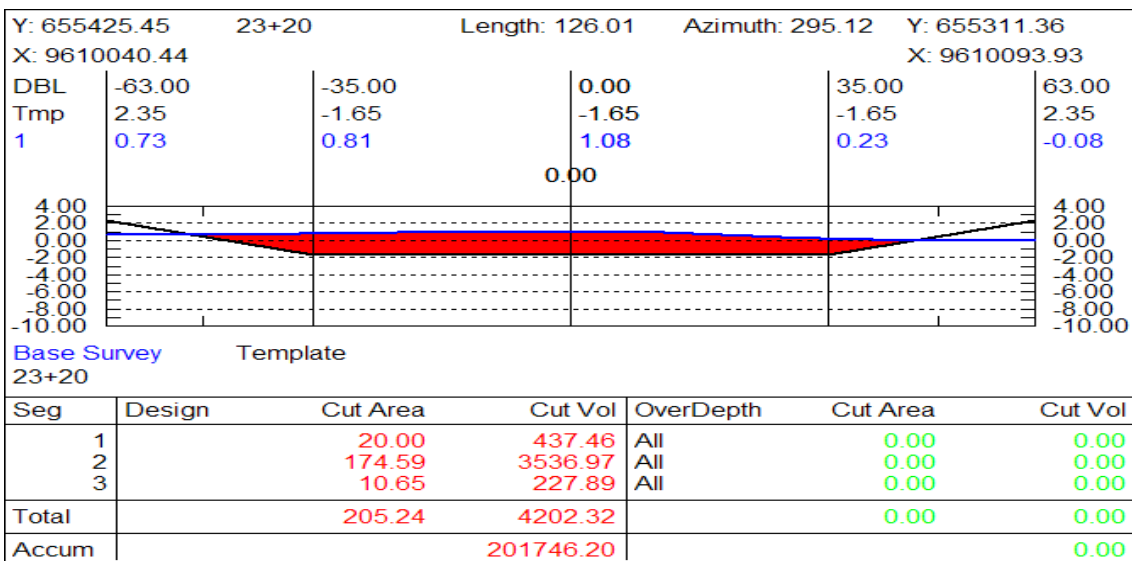 Y: 655425.45 23+20 Length: 126.01 Azimuth: 295.12 Y: 655311.36
X: 9610040.44 X: 9610093.93
DBL -63.00 -35.00 0.00 35.00 63.00
Tmp 2.35 -1.65 -1.65 -1.65 2.35
1 0.73 0.81 1.08 0.23 -0.08
0.00
4.00 4.00
2.00 2.00
0.00 0.00
-2.00 -2.00
-4.00 -4.00
-6.00 -6.00
-8.00 -8.00
-10.00 -10.00
Base Survey Template
23+20
Seg Design Cut Area Cut Vol OverDepth Cut Area Cut Vol
1 20.00 437.46 All 0.00 0.00
2 174.59 3536.97 All 0.00 0.00
3 10.65 227.89 All 0.00 0.00
Total 205.24 4202.32 0.00 0.00
Accum 201746.20 0.00